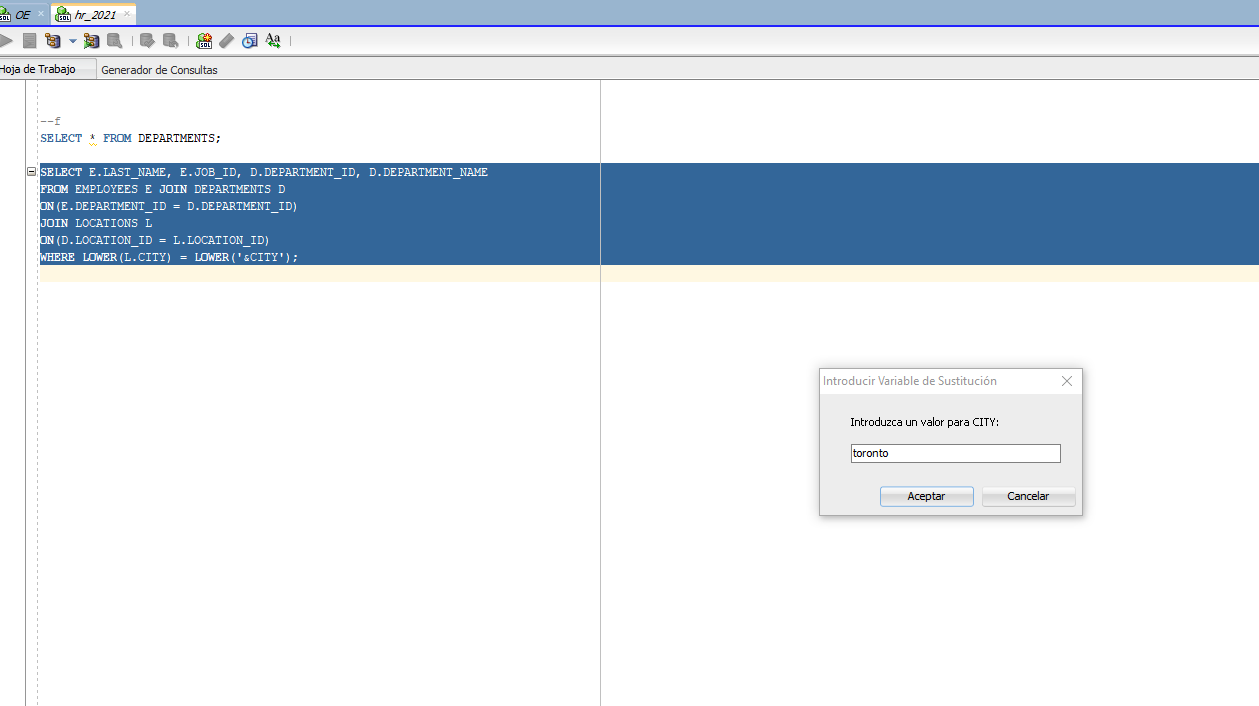 OE
hr_2021
Hoja de Trabajo
Generador de Consultas
--f
SELECT * FROM DEPARTMENTS;
SELECT E.LAST_NAME, E.JOB_ID, D.DEPARTMENT_ID, D.DEPARTMENT_NAME
FROM EMPLOYEES E JOIN DEPARTMENTS D
ON(E.DEPARTMENT_ID = D.DEPARTMENT_ID)
JOIN LOCATIONS L
ON(D.LOCATION_ID = L.LOCATION_ID)
WHERE LOWER(L.CITY) = LOWER('&CITY');
Introducir Variable de Sustitución
Introduzca un valor para CITY:
toronto
Aceptar
Cancelar